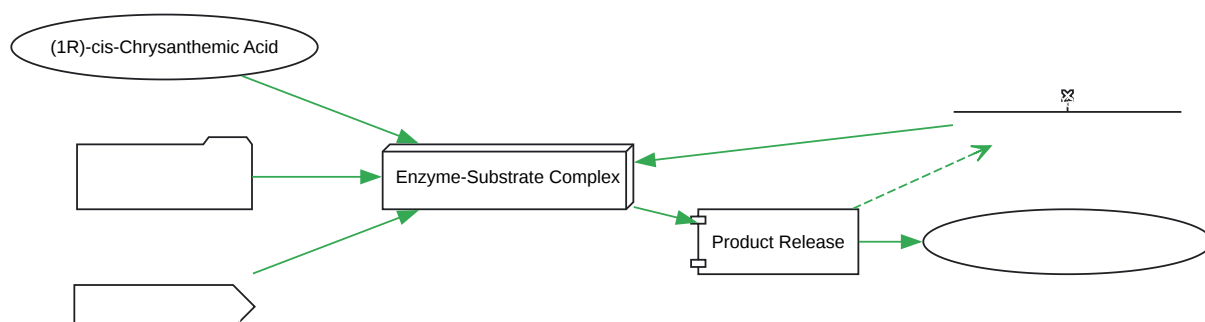 (1R)-cis-Chrysanthemic Acid
Enzyme-Substrate Complex
Product Release